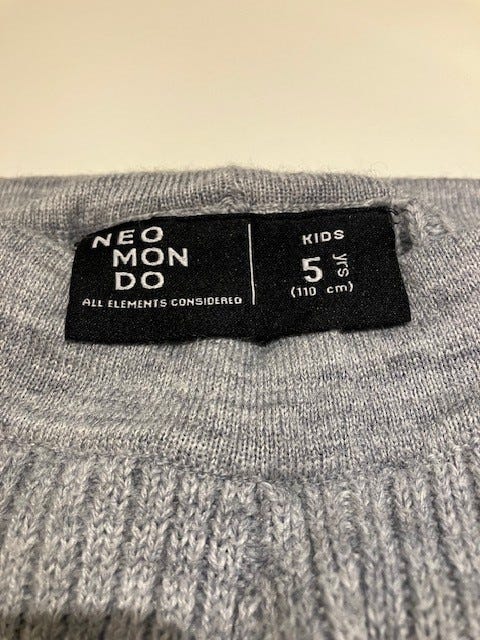 NEO
MON
DO
ALL ELEMENTS CONSIDERED
KIDS
5 yrs
(110 cm)